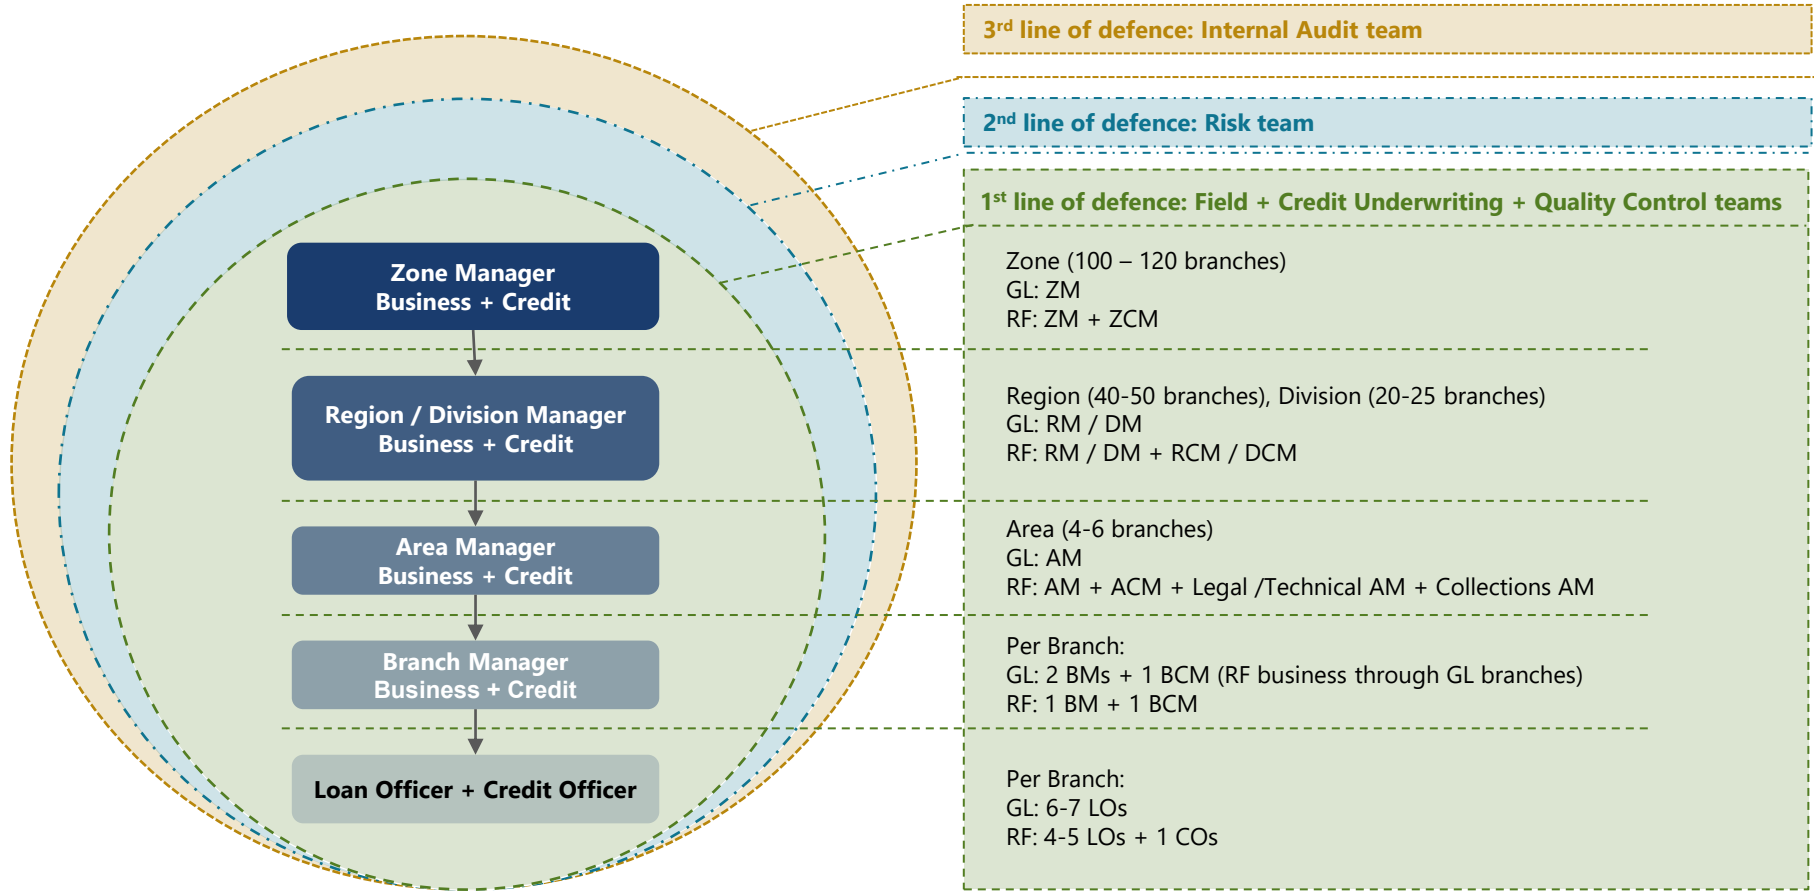 3rd line of defence: Internal Audit team
2nd line of defence: Risk team
1st line of defence: Field + Credit Underwriting + Quality Control teams
Zone Manager
Business + Credit
Zone (100 – 120 branches)
GL: ZM
RF: ZM + ZCM
Region / Division Manager
Business + Credit
Region (40-50 branches), Division (20-25 branches)
GL: RM / DM
RF: RM / DM + RCM / DCM
Area Manager
Business + Credit
Area (4-6 branches)
GL: AM
RF: AM + ACM + Legal /Technical AM + Collections AM
Branch Manager
Business + Credit
Per Branch:
GL: 2 BMs + 1 BCM (RF business through GL branches)
RF: 1 BM + 1 BCM
Loan Officer + Credit Officer
Per Branch:
GL: 6-7 LOs
RF: 4-5 LOs + 1 COs